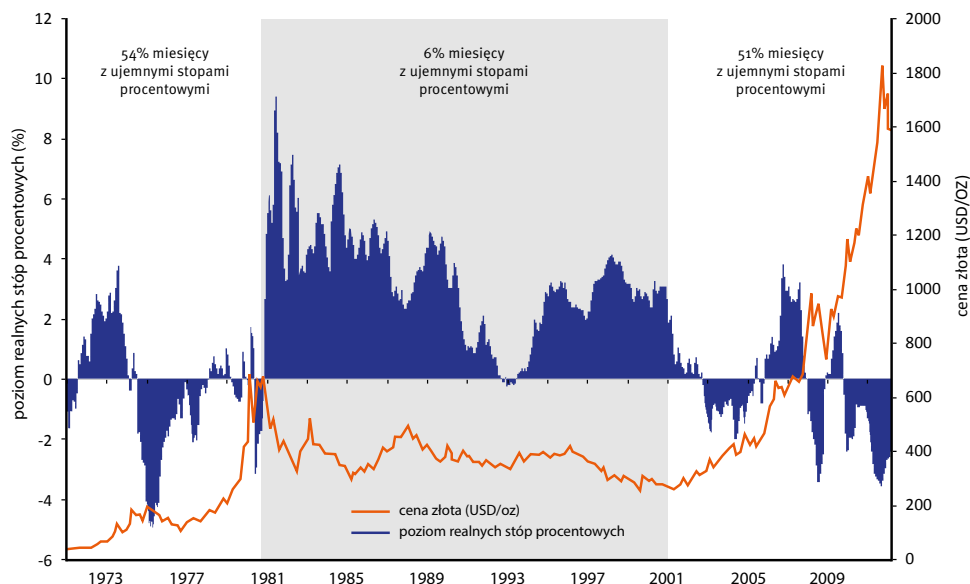 12
10
8
6
4
2
0
-2
-4
-6
poziom realnych stóp procentowych (%)
54% miesięcy
z ujemnymi stopami
procentowymi
6% miesięcy
z ujemnymi stopami
procentowymi
51% miesięcy
z ujemnymi stopami
procentowymi
2000
1800
1600
1400
1200
1000
800
600
400
200
0
cena złota (USD/OZ)
cena złota (USD/oz)
poziom realnych stóp procentowych
1973
1977
1981
1985
1989
1993
1997
2001
2005
2009